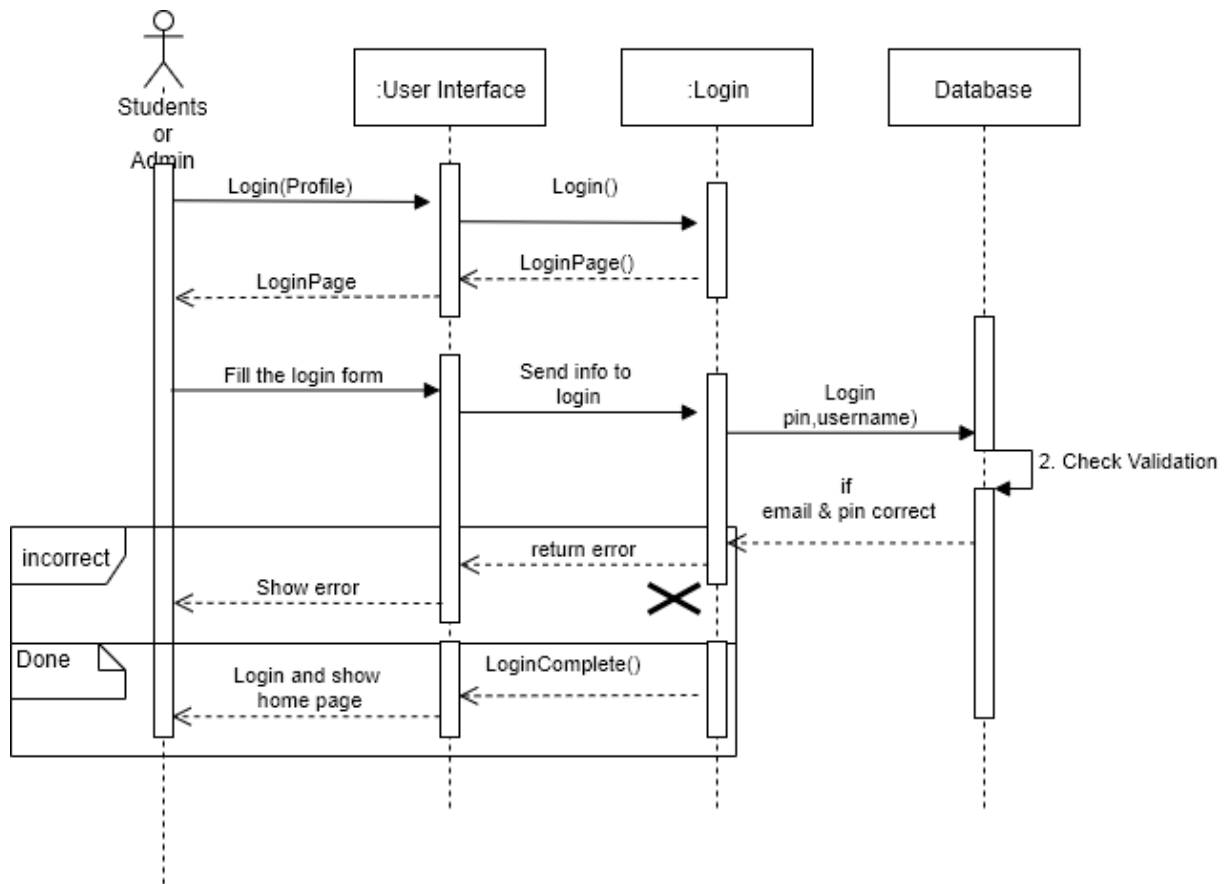 Students
or
Admin
:User Interface
:Login
Database
Login(Profile)
Login()
LoginPage()
LoginPage
Fill the login form
Send info to
login
Login
pin,username)
2. Check Validation
if
email & pin correct
incorrect
return error
Show error
Done
LoginComplete()
Login and show
home page